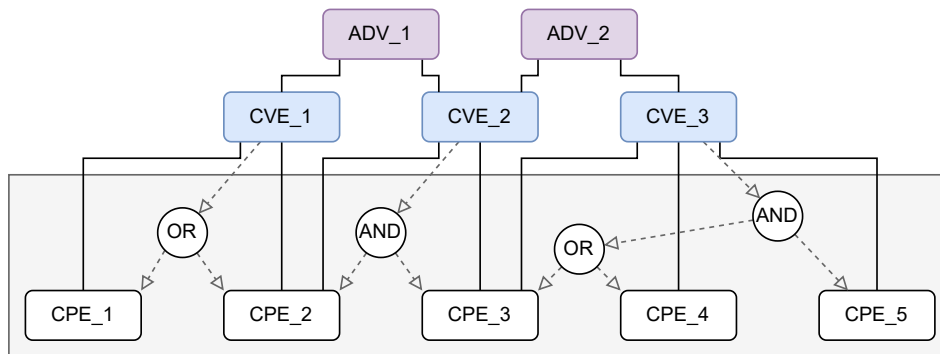 ADV_1
ADV_2
CVE_1
CVE_2
CVE_3
OR
AND
OR
AND
CPE_1
CPE_2
CPE_3
CPE_4
CPE_5